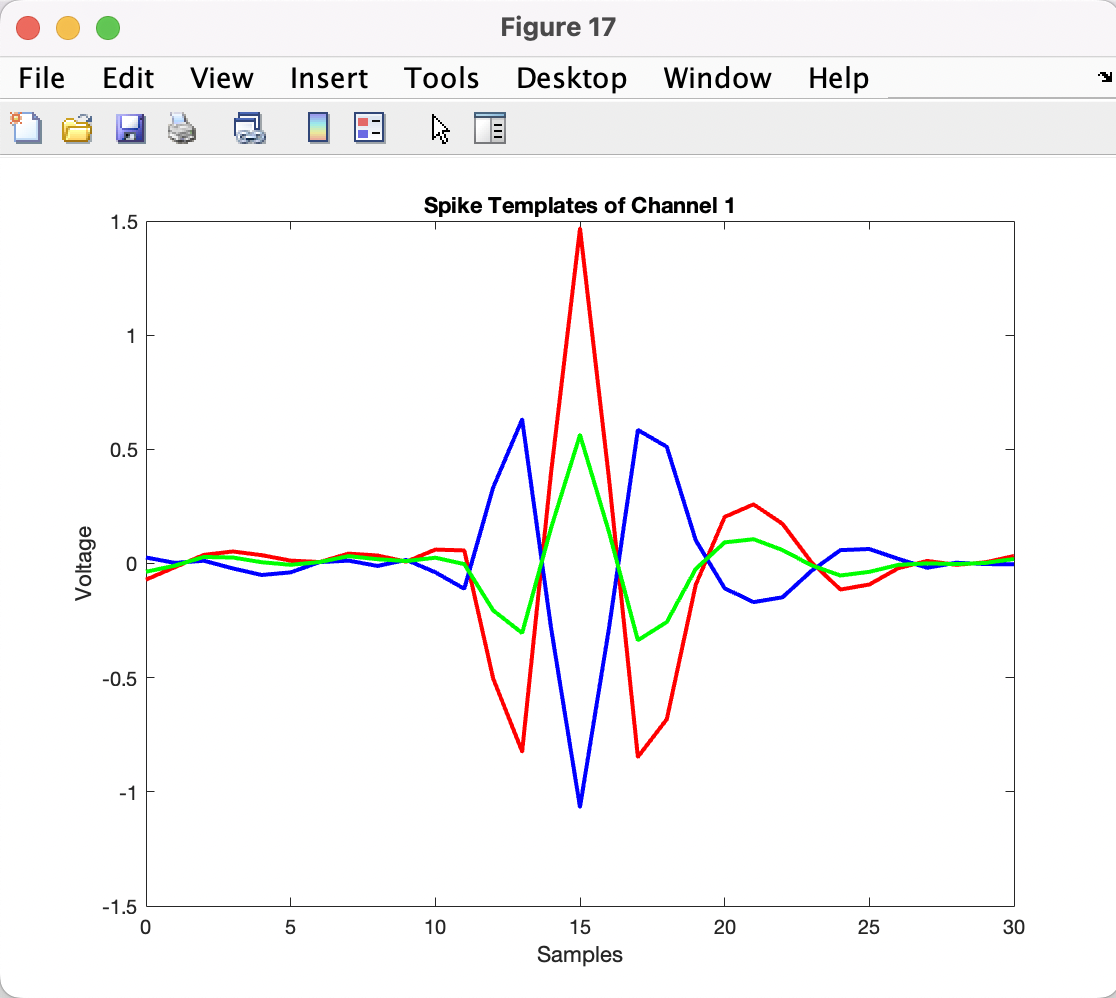 Figure 17
File Edit View Insert Tools Desktop Window Help
Spike Templates of Channel 1
1.5
1
0.5
0
-0.5
-1
-1.5
Voltage
0 5 10 15 20 25 30
Samples